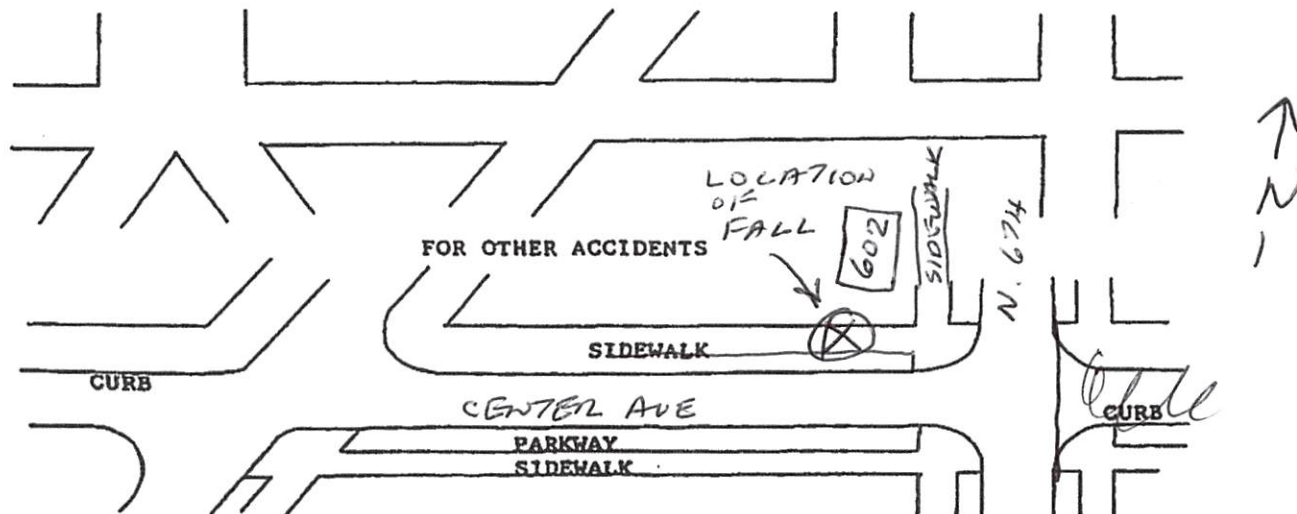 LOCATION
OF
FALL
602
SIDEWALK
N. 674
N
FOR OTHER ACCIDENTS
SIDEWALK
CURB
CENTER AVE
CURB
PARKWAY
SIDEWALK